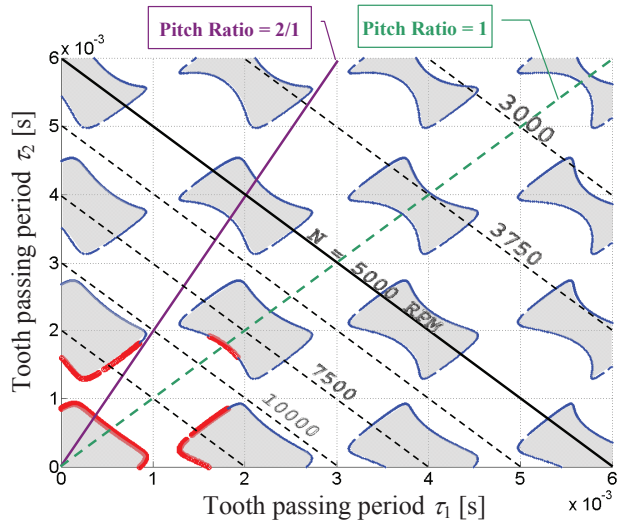 Pitch Ratio = 2/1
Pitch Ratio = 1
x 10⁻³
6
5
4
3
2
1
0
Tooth passing period τ₂ [s]
3000
3750
N = 5000 RPM
7500
10000
0
1
2
3
4
5
6
Tooth passing period τ₁ [s]
x 10⁻³